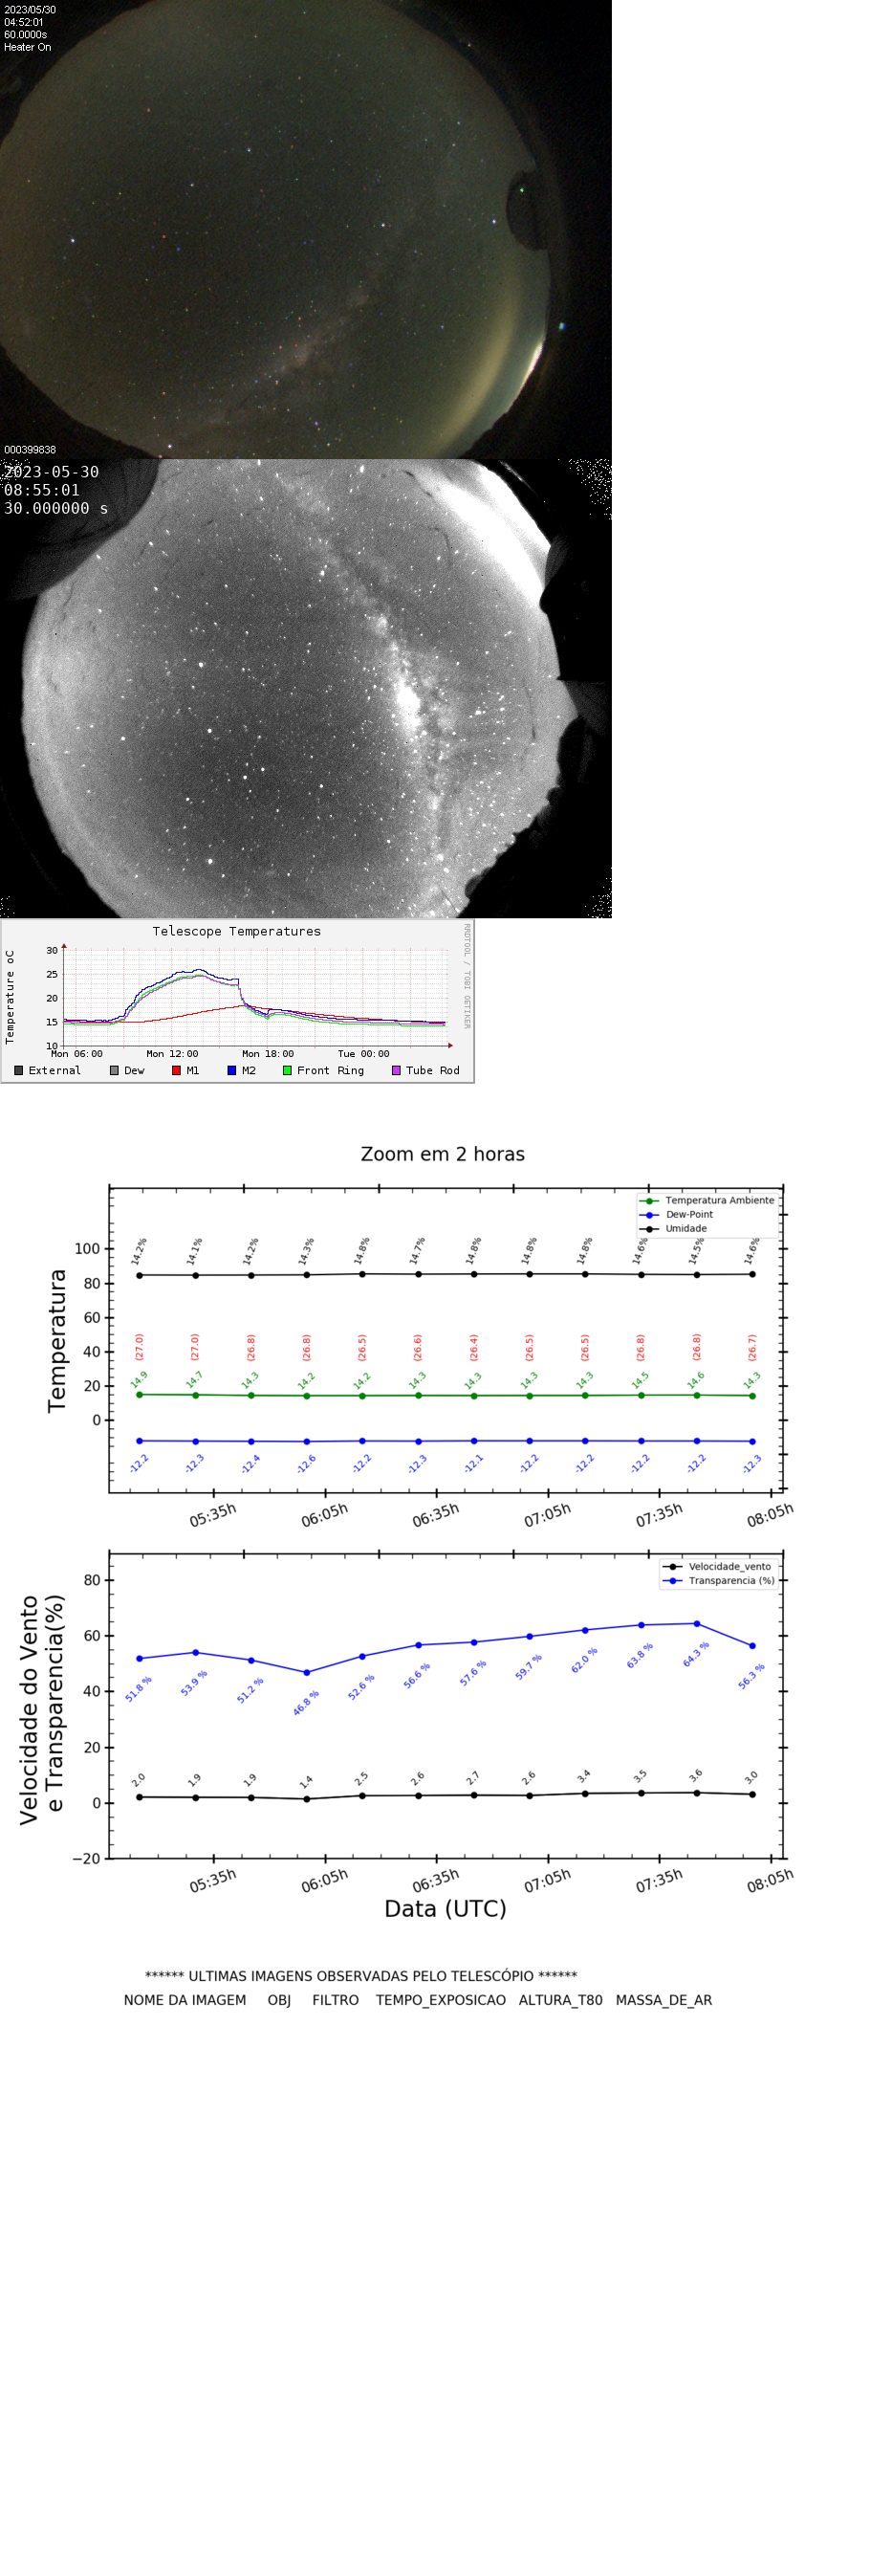 2023/05/30
04:52:01
60.0000s
Heater On
000399838
2023-05-30
08:55:01
30.000000 s
Telescope Temperatures
RRDTOOL / TOBI OETIKER
Temperature oC
30
25
20
15
10
Mon 06:00 Mon 12:00 Mon 18:00 Tue 00:00
External Dew M1 M2 Front Ring Tube Rod
Zoom em 2 horas
Temperatura Ambiente
Dew-Point
Umidade
Temperatura
100
80
60
40
20
0
14.2% 14.1% 14.2% 14.3% 14.8% 14.7% 14.8% 14.8% 14.8% 14.6% 14.5% 14.6%
(27.0) (27.0) (26.8) (26.8) (26.5) (26.6) (26.4) (26.5) (26.5) (26.8) (26.8) (26.7)
14.9 14.7 14.3 14.2 14.2 14.3 14.3 14.3 14.3 14.5 14.6 14.3
-12.2 -12.3 -12.4 -12.6 -12.2 -12.3 -12.1 -12.2 -12.2 -12.2 -12.2 -12.3
05:35h 06:05h 06:35h 07:05h 07:35h 08:05h
Velocidade_vento
Transparencia (%)
Velocidade do Vento
e Transparencia(%)
80
60
40
20
0
−20
51.8 % 53.9 % 51.2 % 46.8 % 52.6 % 56.6 % 57.6 % 59.7 % 62.0 % 63.8 % 64.3 % 56.3 %
2.0 1.9 1.9 1.4 2.5 2.6 2.7 2.6 3.4 3.5 3.6 3.0
05:35h 06:05h 06:35h 07:05h 07:35h 08:05h
Data (UTC)
****** ULTIMAS IMAGENS OBSERVADAS PELO TELESCÓPIO ******
NOME DA IMAGEM OBJ FILTRO TEMPO_EXPOSICAO ALTURA_T80 MASSA_DE_AR